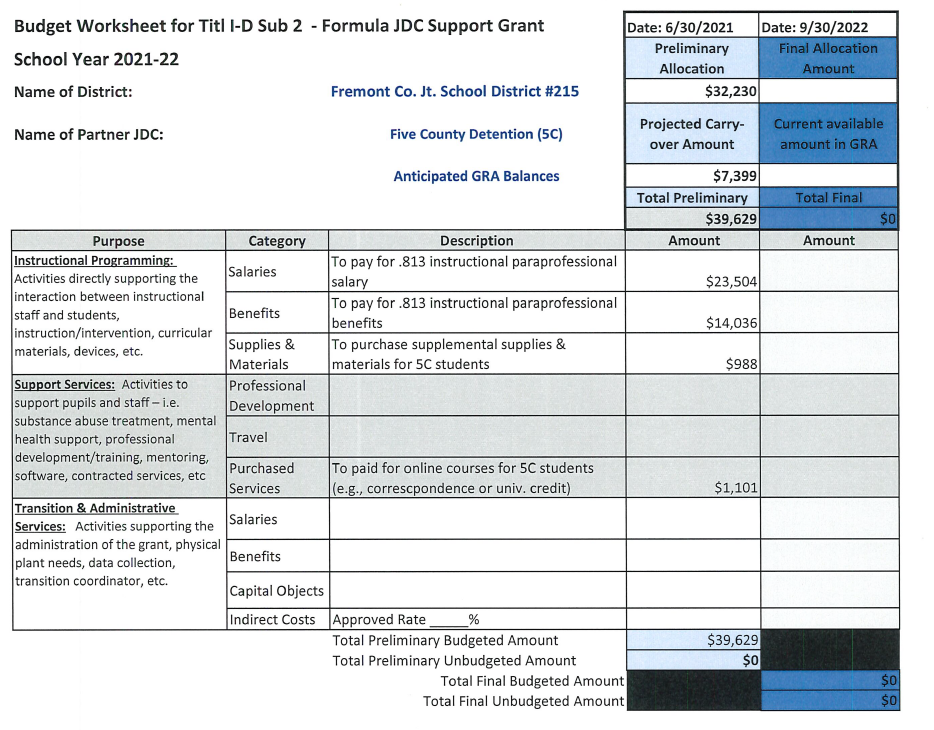 Budget Worksheet for Titl I-D Sub 2 - Formula JDC Support Grant
School Year 2021-22
Name of District: Fremont Co. Jt. School District #215
Name of Partner JDC: Five County Detention (5C)
Anticipated GRA Balances
Date: 6/30/2021 Date: 9/30/2022
Preliminary Allocation Final Allocation Amount
$32,230
Projected Carry-over Amount Current available amount in GRA
$7,399
Total Preliminary Total Final
$39,629 $0
Purpose Category Description Amount Amount
Instructional Programming:
Activities directly supporting the
interaction between instructional
staff and students,
instruction/intervention, curricular
materials, devices, etc.
Salaries
To pay for .813 instructional paraprofessional
salary
$23,504
Benefits
To pay for .813 instructional paraprofessional
benefits
$14,036
Supplies &
Materials
To purchase supplemental supplies &
materials for 5C students
$988
Support Services: Activities to
support pupils and staff – i.e.
substance abuse treatment, mental
health support, professional
development/training, mentoring,
software, contracted services, etc
Professional
Development
Travel
Purchased
Services
To paid for online courses for 5C students
(e.g., correscpondence or univ. credit)
$1,101
Transition & Administrative
Services: Activities supporting the
administration of the grant, physical
plant needs, data collection,
transition coordinator, etc.
Salaries
Benefits
Capital Objects
Indirect Costs Approved Rate _____%
Total Preliminary Budgeted Amount $39,629
Total Preliminary Unbudgeted Amount $0
Total Final Budgeted Amount $0
Total Final Unbudgeted Amount $0